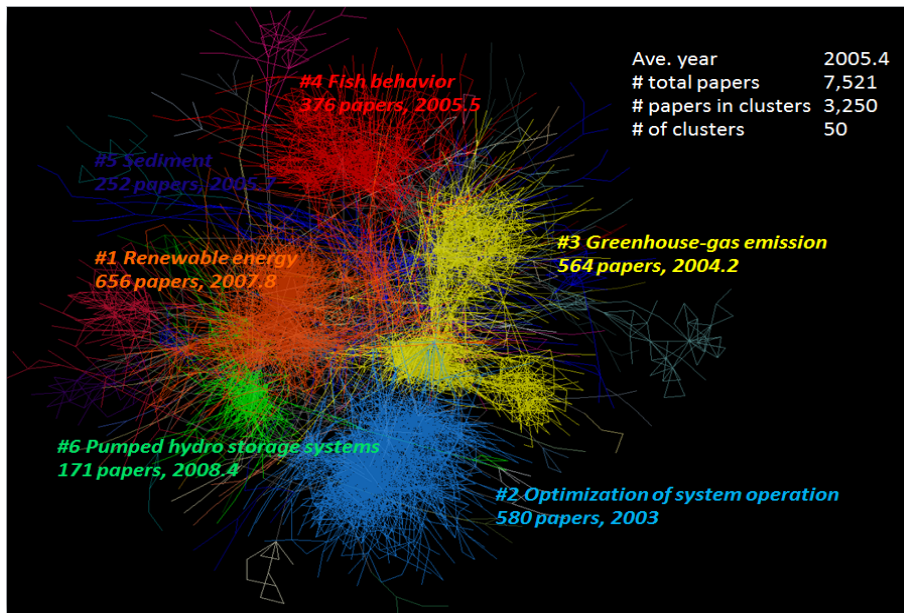 Ave. year 2005.4
# total papers 7,521
# papers in clusters 3,250
# of clusters 50
#4 Fish behavior
376 papers, 2005.5
#5 Sediment
252 papers, 2005.7
#3 Greenhouse-gas emission
564 papers, 2004.2
#1 Renewable energy
656 papers, 2007.8
#6 Pumped hydro storage systems
171 papers, 2008.4
#2 Optimization of system operation
580 papers, 2003